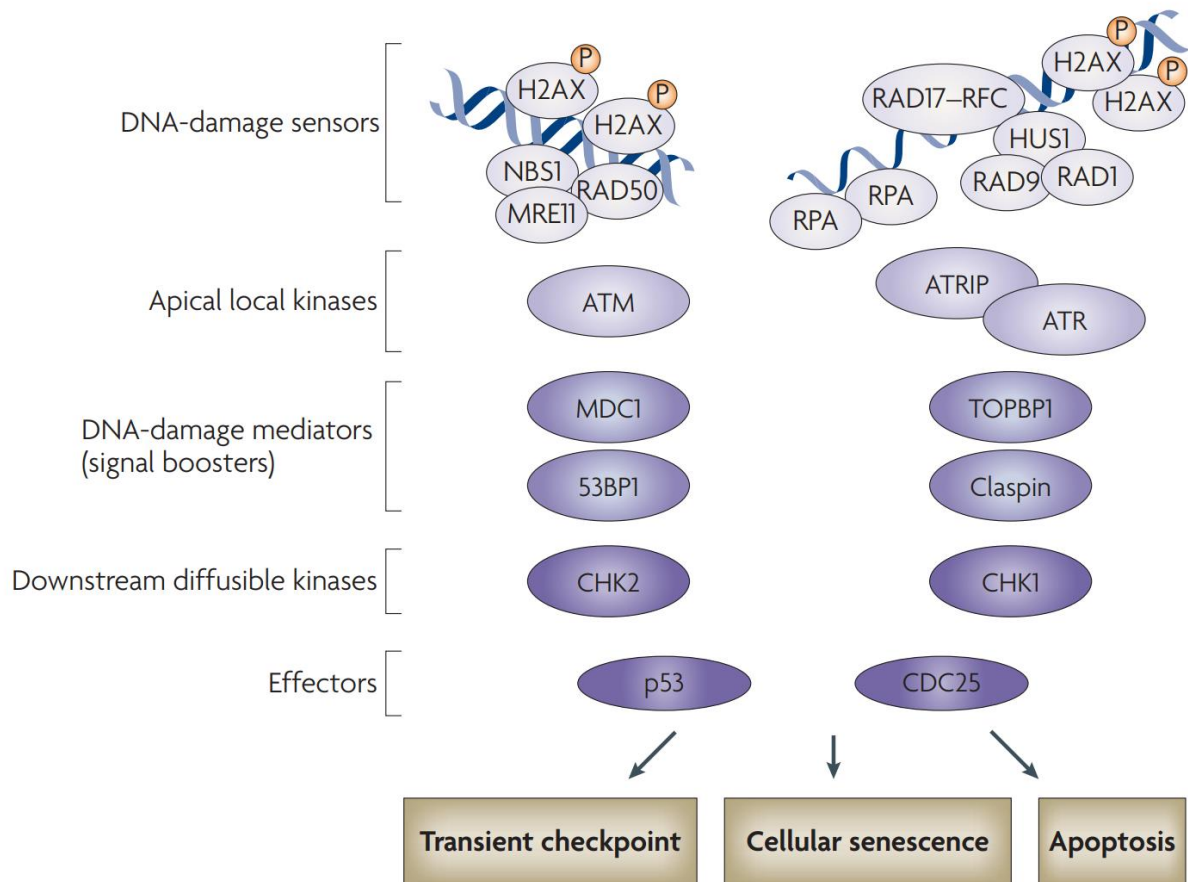 DNA-damage sensors
P
H2AX
P
H2AX
NBS1
RAD50
MRE11
P
H2AX
P
H2AX
RAD17–RFC
HUS1
RAD9
RAD1
RPA
RPA
Apical local kinases
ATM
ATRIP
ATR
DNA-damage mediators
(signal boosters)
MDC1
TOPBP1
53BP1
Claspin
Downstream diffusible kinases
CHK2
CHK1
Effectors
p53
CDC25
Transient checkpoint
Cellular senescence
Apoptosis